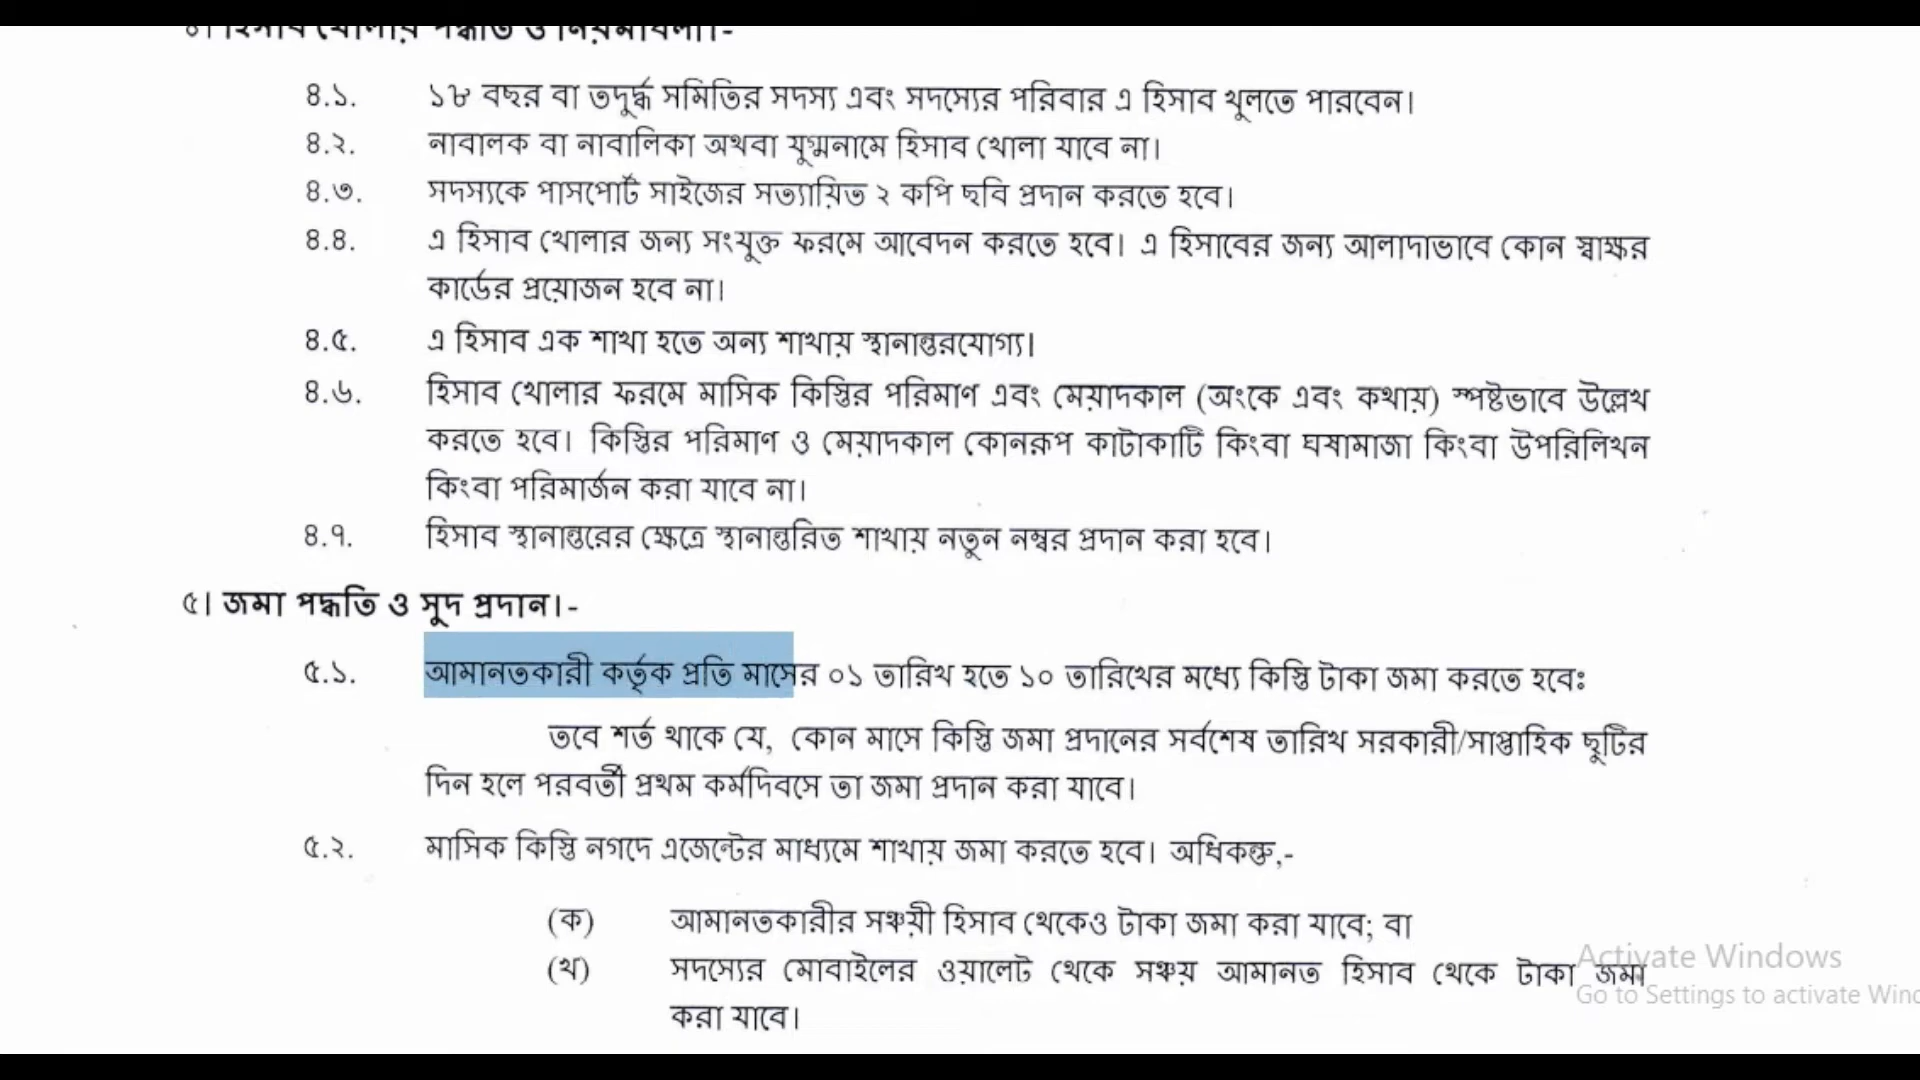 ৪। হিসাব খোলার পদ্ধতি ও নিয়মাবলী।-
৪.১. ১৮ বছর বা তদুর্দ্ধ সমিতির সদস্য এবং সদস্যের পরিবার এ হিসাব খুলতে পারবেন।
৪.২. নাবালক বা নাবালিকা অথবা যুগ্মনামে হিসাব খোলা যাবে না।
৪.৩. সদস্যকে পাসপোর্ট সাইজের সত্যায়িত ২ কপি ছবি প্রদান করতে হবে।
৪.৪. এ হিসাব খোলার জন্য সংযুক্ত ফরমে আবেদন করতে হবে। এ হিসাবের জন্য আলাদাভাবে কোন স্বাক্ষর
কার্ডের প্রয়োজন হবে না।
৪.৫. এ হিসাব এক শাখা হতে অন্য শাখায় স্থানান্তরযোগ্য।
৪.৬. হিসাব খোলার ফরমে মাসিক কিস্তির পরিমাণ এবং মেয়াদকাল (অংকে এবং কথায়) স্পষ্টভাবে উল্লেখ
করতে হবে। কিস্তির পরিমাণ ও মেয়াদকাল কোনরূপ কাটাকাটি কিংবা ঘষামাজা কিংবা উপরিলিখন
কিংবা পরিমার্জন করা যাবে না।
৪.৭. হিসাব স্থানান্তরের ক্ষেত্রে স্থানান্তরিত শাখায় নতুন নম্বর প্রদান করা হবে।
৫। জমা পদ্ধতি ও সুদ প্রদান।-
৫.১. আমানতকারী কর্তৃক প্রতি মাসের ০১ তারিখ হতে ১০ তারিখের মধ্যে কিস্তি টাকা জমা করতে হবেঃ
তবে শর্ত থাকে যে, কোন মাসে কিস্তি জমা প্রদানের সর্বশেষ তারিখ সরকারী/সাপ্তাহিক ছুটির
দিন হলে পরবর্তী প্রথম কর্মদিবসে তা জমা প্রদান করা যাবে।
৫.২. মাসিক কিস্তি নগদে এজেন্টের মাধ্যমে শাখায় জমা করতে হবে। অধিকন্তু,-
(ক) আমানতকারীর সঞ্চয়ী হিসাব থেকেও টাকা জমা করা যাবে; বা
(খ) সদস্যের মোবাইলের ওয়ালেট থেকে সঞ্চয় আমানত হিসাব থেকে টাকা জমা
করা যাবে।
Activate Windows
Go to Settings to activate Winc